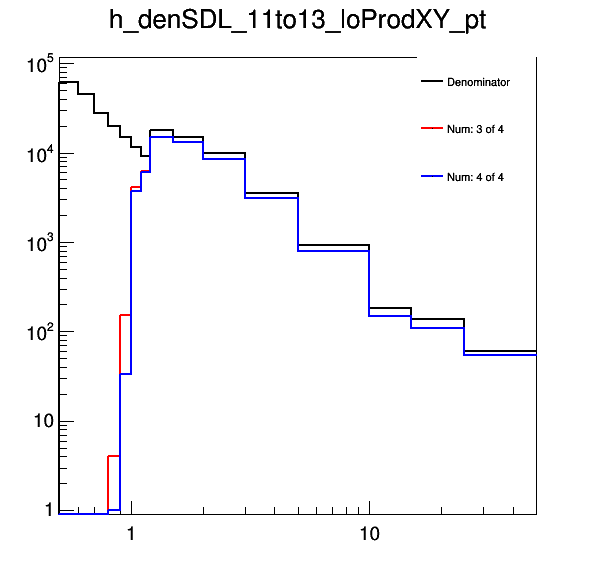 h_denSDL_11to13_loProdXY_pt
10^5
Denominator
Num: 3 of 4
10^4
Num: 4 of 4
10^3
10^2
10
1
1 10